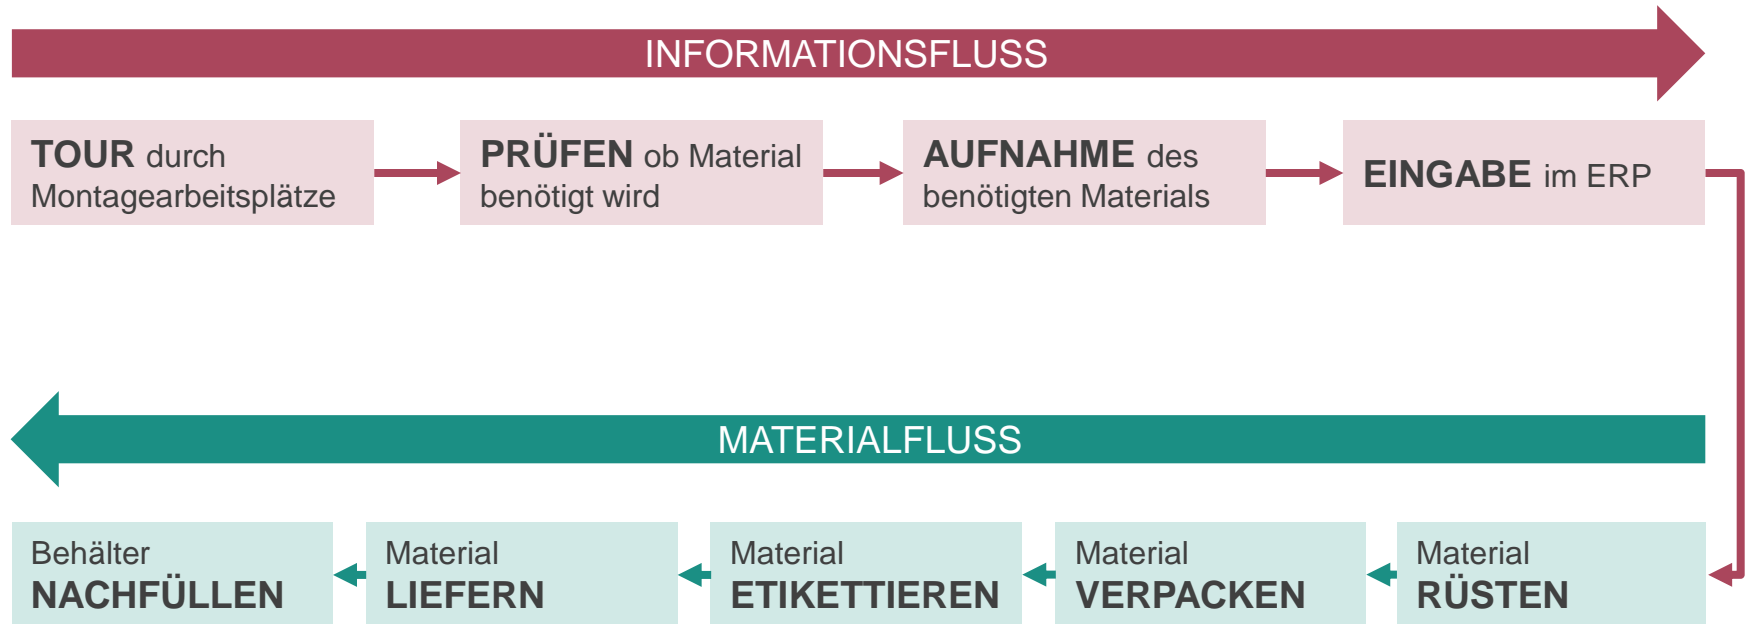 INFORMATIONSFLUSS
TOUR durch
Montagearbeitsplätze
PRÜFEN ob Material
benötigt wird
AUFNAHME des
benötigten Materials
EINGABE im ERP
MATERIALFLUSS
Behälter
NACHFÜLLEN
Material
LIEFERN
Material
ETIKETTIEREN
Material
VERPACKEN
Material
RÜSTEN